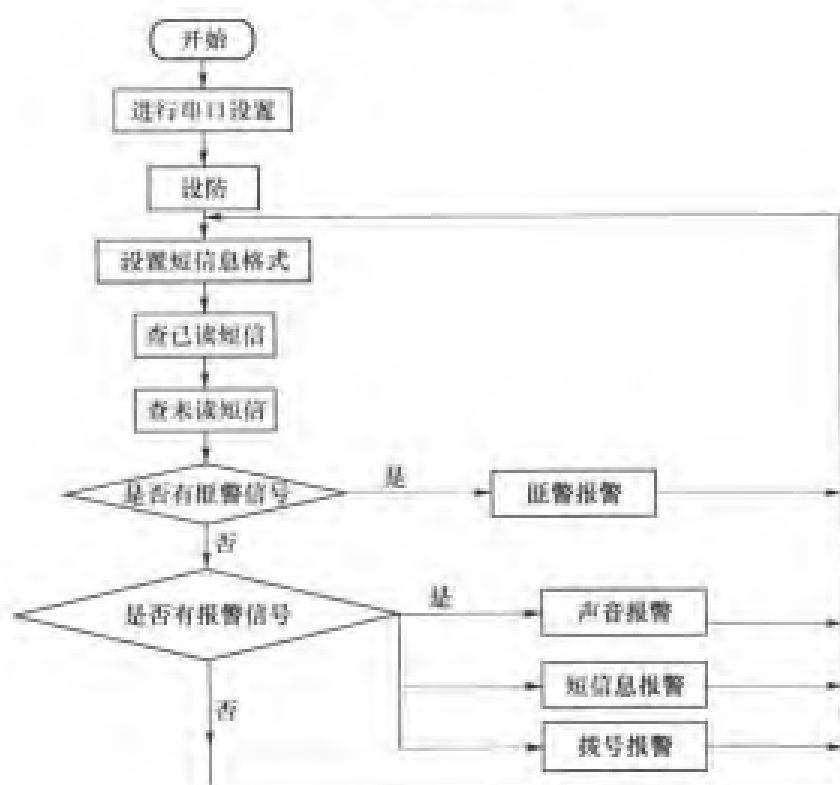 开始
进行串口设置
设防
设置短信息格式
查已读短信
查未读短信
是否有匪警信号
是
匪警报警
否
是否有报警信号
是
声音报警
短信息报警
否
拨号报警